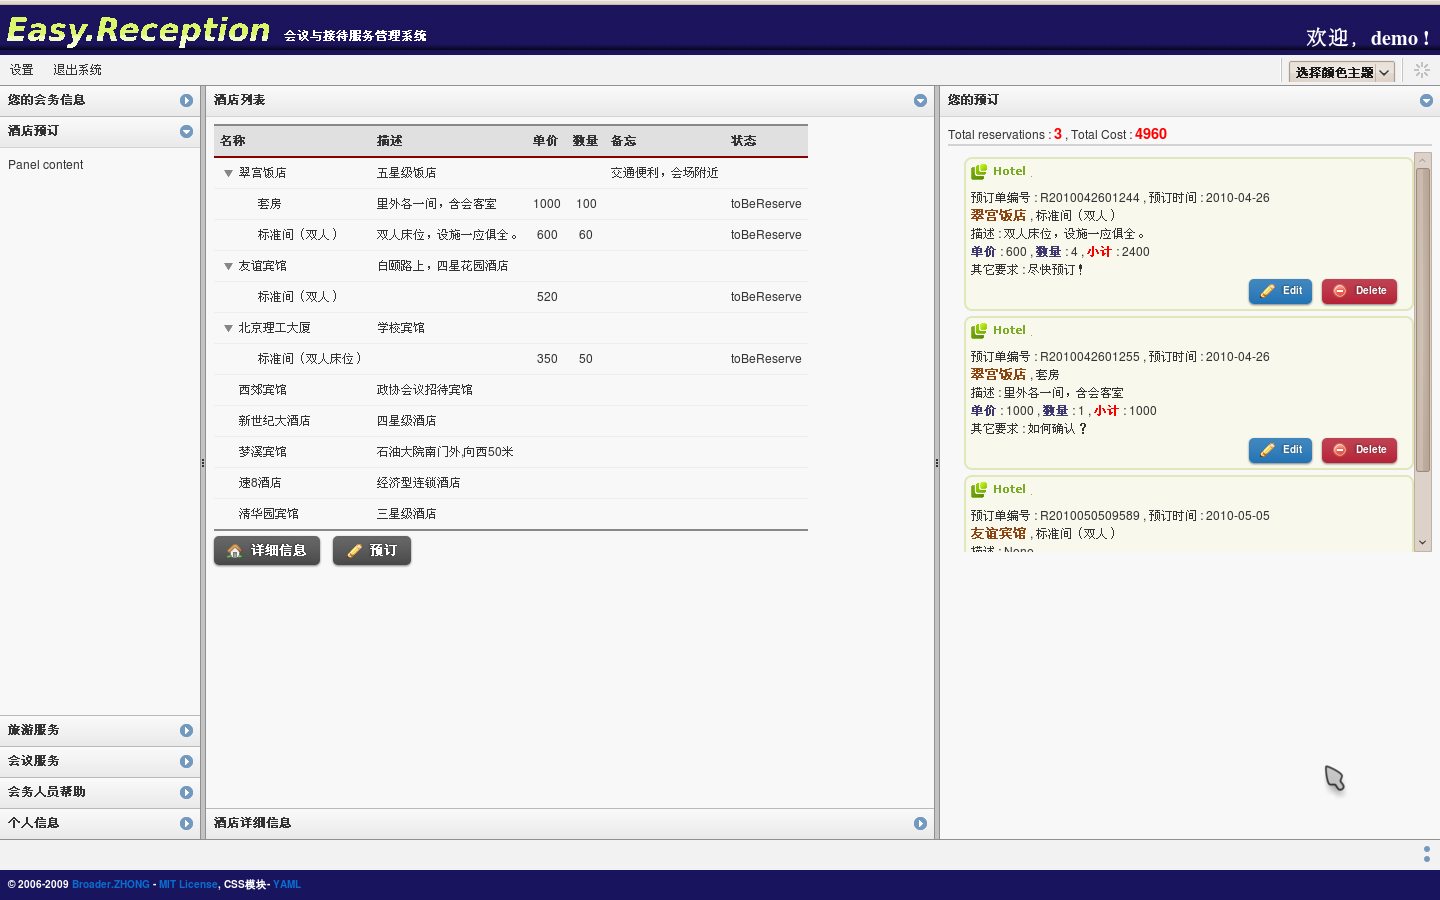 Easy.Reception 会议与接待服务管理系统
欢迎，demo !
设置 退出系统
选择颜色主题
您的会务信息
酒店预订
Panel content
旅游服务
会议服务
会务人员帮助
个人信息
酒店列表
名称 描述 单价 数量 备忘 状态
翠宫饭店 五星级饭店 交通便利，会场附近
套房 里外各一间，含会客室 1000 100 toBeReserve
标准间（双人） 双人床位，设施一应俱全。 600 60 toBeReserve
友谊宾馆 白颐路上，四星花园酒店
标准间（双人） 520 toBeReserve
北京理工大厦 学校宾馆
标准间（双人床位） 350 50 toBeReserve
西郊宾馆 政协会议招待宾馆
新世纪大酒店 四星级酒店
梦溪宾馆 石油大院南门外,向西50米
速8酒店 经济型连锁酒店
清华园宾馆 三星级酒店
详细信息 预订
酒店详细信息
您的预订
Total reservations : 3 , Total Cost : 4960
Hotel .
预订单编号 : R2010042601244 , 预订时间 : 2010-04-26
翠宫饭店 , 标准间（双人）
描述 : 双人床位，设施一应俱全。
单价 : 600 , 数量 : 4 , 小计 : 2400
其它要求 : 尽快预订！
Edit Delete
Hotel .
预订单编号 : R2010042601255 , 预订时间 : 2010-04-26
翠宫饭店 , 套房
描述 : 里外各一间，含会客室
单价 : 1000 , 数量 : 1 , 小计 : 1000
其它要求 : 如何确认？
Edit Delete
Hotel .
预订单编号 : R2010050509589 , 预订时间 : 2010-05-05
友谊宾馆 , 标准间（双人）
描述 : None
© 2006-2009 Broader.ZHONG - MIT License, CSS模块- YAML